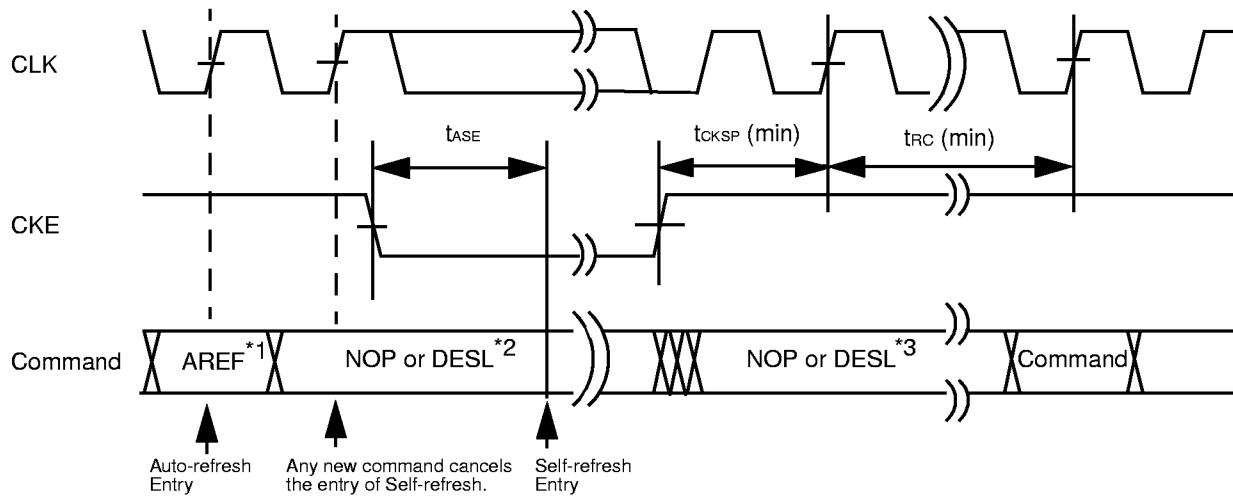 CLK
tASE
tCKSP (min)
tRC (min)
CKE
Command
AREF*1
NOP or DESL*2
NOP or DESL*3
Command
Auto-refresh
Entry
Any new command cancels
the entry of Self-refresh.
Self-refresh
Entry